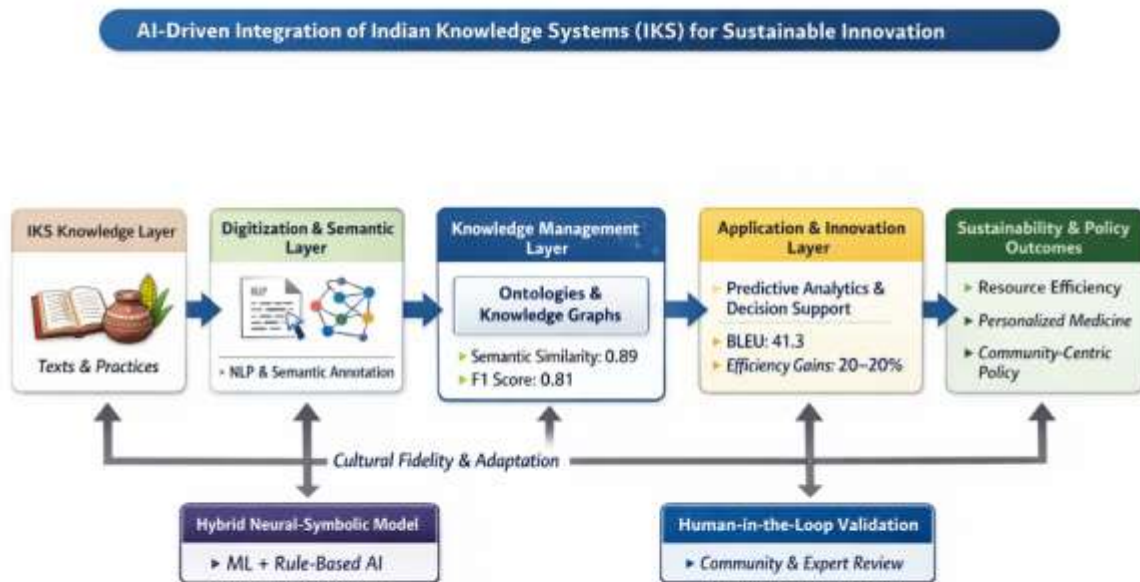 AI-Driven Integration of Indian Knowledge Systems (IKS) for Sustainable Innovation
IKS Knowledge Layer
Texts & Practices
Digitization & Semantic
Layer
NLP
NLP & Semantic Annotation
Knowledge Management
Layer
Ontologies &
Knowledge Graphs
Semantic Similarity: 0.89
F1 Score: 0.81
Application & Innovation
Layer
Predictive Analytics &
Decision Support
BLEU: 41.3
Efficiency Gains: 20–20%
Sustainability & Policy
Outcomes
Resource Efficiency
Personalized Medicine
Community-Centric
Policy
Cultural Fidelity & Adaptation
Hybrid Neural-Symbolic Model
ML + Rule-Based AI
Human-in-the-Loop Validation
Community & Expert Review